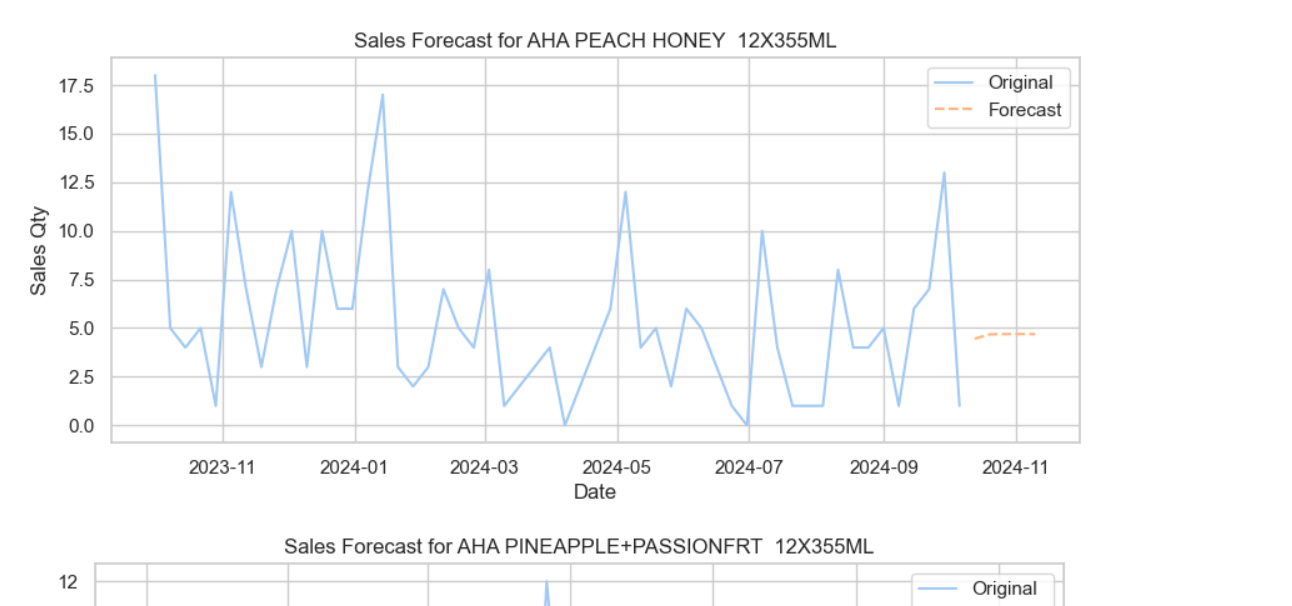 Sales Forecast for AHA PEACH HONEY  12X355ML
Original
Forecast
17.5
15.0
12.5
10.0
7.5
5.0
2.5
0.0
Sales Qty
2023-11 2024-01 2024-03 2024-05 2024-07 2024-09 2024-11
Date
Sales Forecast for AHA PINEAPPLE+PASSIONFRT  12X355ML
12
Original